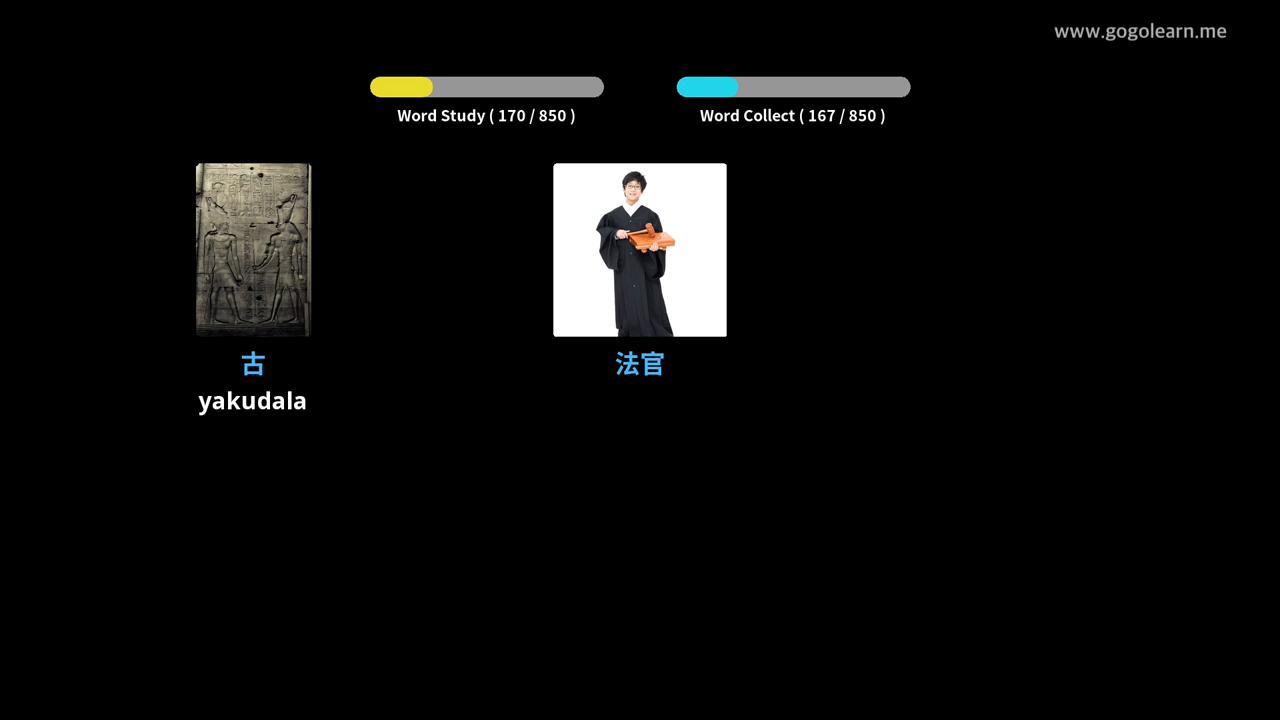 www.gogolearn.me
Word Study ( 170 / 850 )
Word Collect ( 167 / 850 )
古
yakudala
法官